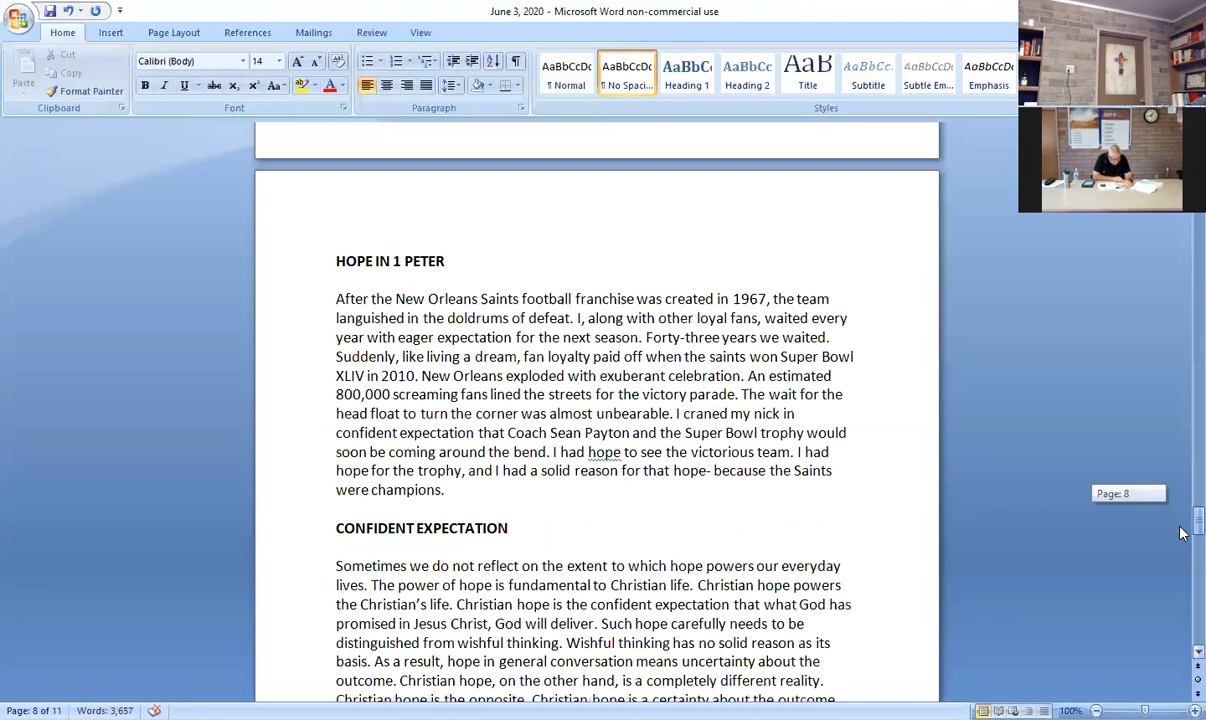 June 3, 2020 - Microsoft Word non-commercial use
Home Insert Page Layout References Mailings Review View
Paste
Cut
Copy
Format Painter
Clipboard
Calibri (Body) 14
Font
Paragraph
AaBbCcDc AaBbCcDc AaBbC AaBbCc AaB AaBbCc. AaBbCcDc AaBbCcDc
¶ Normal ¶ No Spaci... Heading 1 Heading 2 Title Subtitle Subtle Em... Emphasis
Styles
HOPE IN 1 PETER
After the New Orleans Saints football franchise was created in 1967, the team
languished in the doldrums of defeat. I, along with other loyal fans, waited every
year with eager expectation for the next season. Forty-three years we waited.
Suddenly, like living a dream, fan loyalty paid off when the saints won Super Bowl
XLIV in 2010. New Orleans exploded with exuberant celebration. An estimated
800,000 screaming fans lined the streets for the victory parade. The wait for the
head float to turn the corner was almost unbearable. I craned my nick in
confident expectation that Coach Sean Payton and the Super Bowl trophy would
soon be coming around the bend. I had hope to see the victorious team. I had
hope for the trophy, and I had a solid reason for that hope- because the Saints
were champions.
Page: 8
CONFIDENT EXPECTATION
Sometimes we do not reflect on the extent to which hope powers our everyday
lives. The power of hope is fundamental to Christian life. Christian hope powers
the Christian's life. Christian hope is the confident expectation that what God has
promised in Jesus Christ, God will deliver. Such hope carefully needs to be
distinguished from wishful thinking. Wishful thinking has no solid reason as its
basis. As a result, hope in general conversation means uncertainty about the
outcome. Christian hope, on the other hand, is a completely different reality.
Christian hope is the opposite. Christian hope is a certainty about the outcome
Page: 8 of 11 Words: 3,657 100%